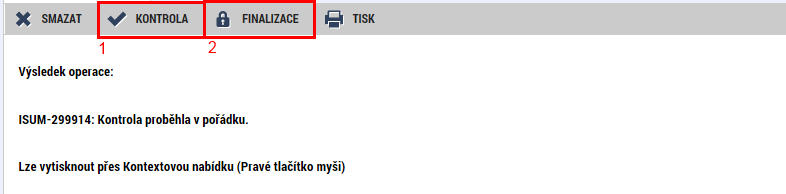 SMAZAT KONTROLA FINALIZACE TISK
1 2
Výsledek operace:
ISUM-299914: Kontrola proběhla v pořádku.
Lze vytisknout přes Kontextovou nabídku (Pravé tlačítko myši)